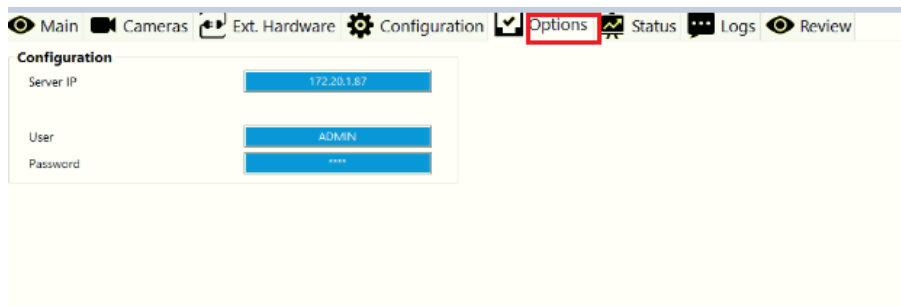 Main Cameras Ext. Hardware Configuration Options Status Logs Review
Configuration
Server IP 172.20.1.87
User ADMIN
Password ****